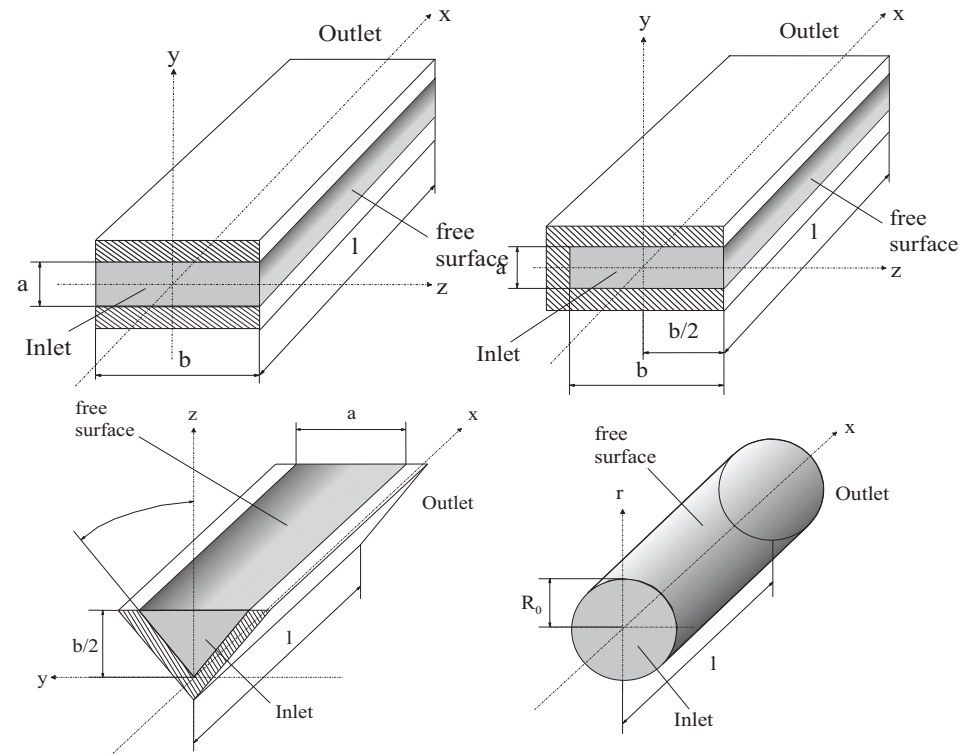 x
Outlet
y
free
surface
l
a
z
Inlet
b
x
Outlet
y
free
surface
l
a
z
Inlet
b/2
b
free
surface
z
a
x
Outlet
b/2
l
y
Inlet
free
surface
x
r
Outlet
R₀
l
Inlet